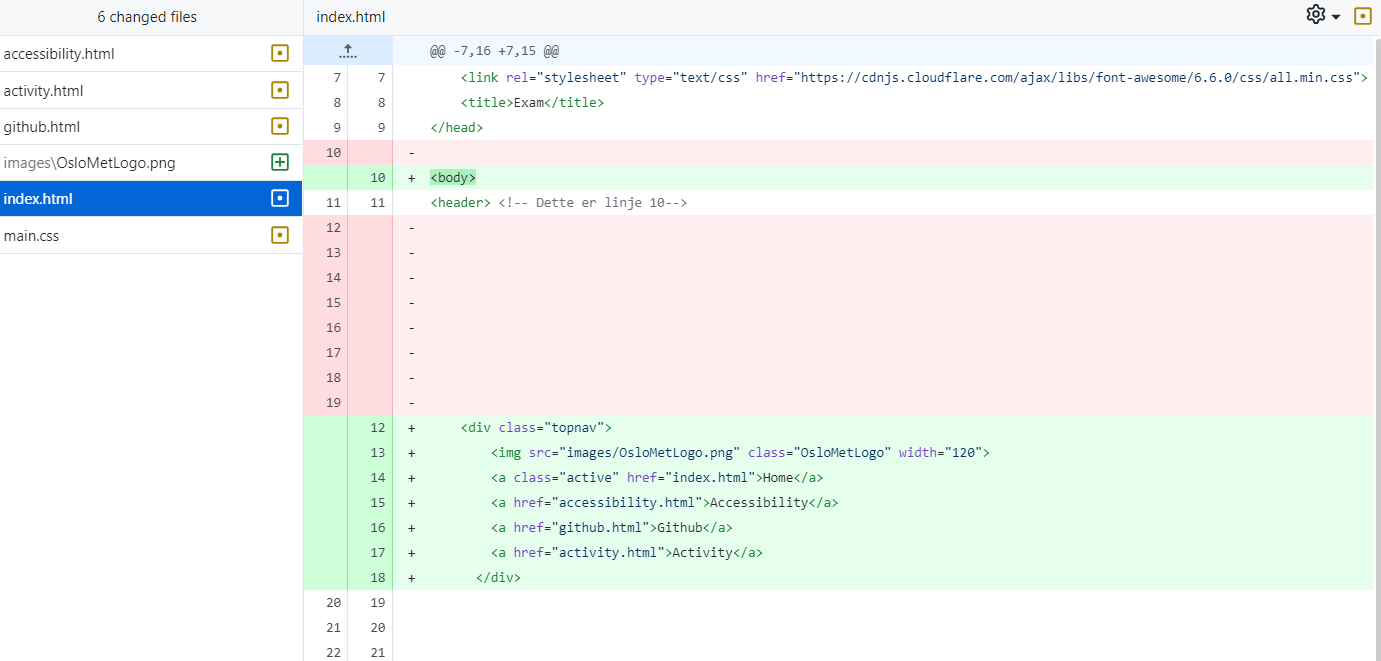 6 changed files
index.html
accessibility.html
activity.html
github.html
images\OsloMetLogo.png
index.html
main.css
@@ -7,16 +7,15 @@
7 7 <link rel="stylesheet" type="text/css" href="https://cdnjs.cloudflare.com/ajax/libs/font-awesome/6.6.0/css/all.min.css">
8 8 <title>Exam</title>
9 9 </head>
10 -
10 + <body>
11 11 <header> <!-- Dette er linje 10-->
12 -
13 -
14 -
15 -
16 -
17 -
18 -
19 -
12 + <div class="topnav">
13 + <img src="images/OsloMetLogo.png" class="OsloMetLogo" width="120">
14 + <a class="active" href="index.html">Home</a>
15 + <a href="accessibility.html">Accessibility</a>
16 + <a href="github.html">Github</a>
17 + <a href="activity.html">Activity</a>
18 + </div>
20 19
21 20
22 21